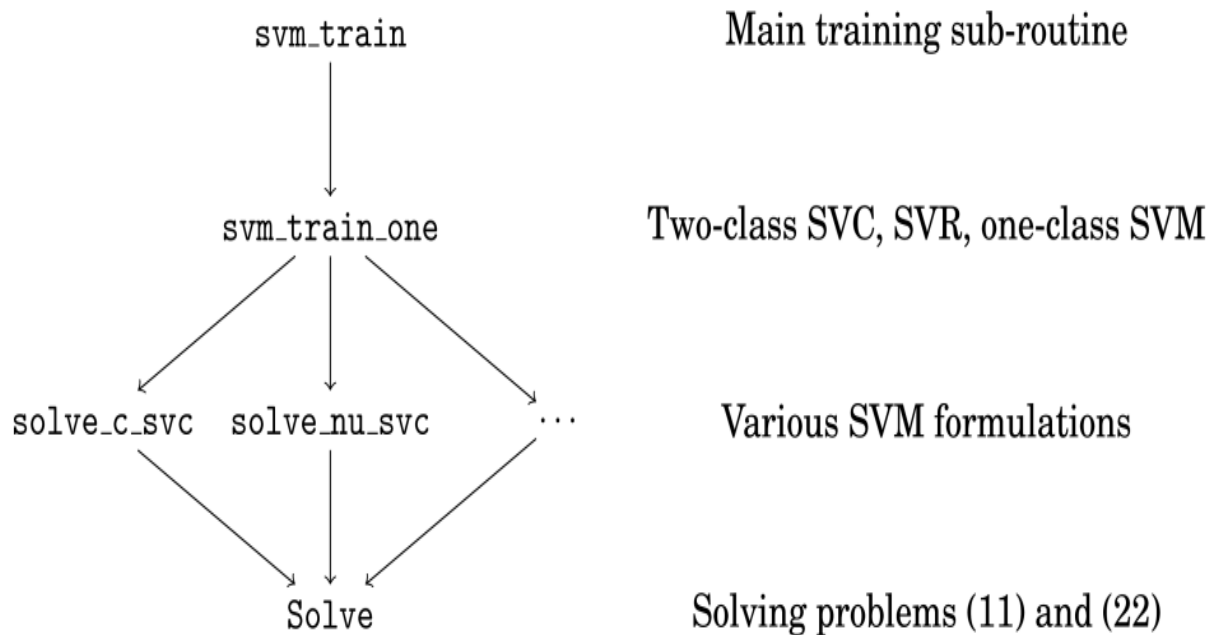 svm_train Main training sub-routine
svm_train_one Two-class SVC, SVR, one-class SVM
solve_c_svc solve_nu_svc ... Various SVM formulations
Solve Solving problems (11) and (22)